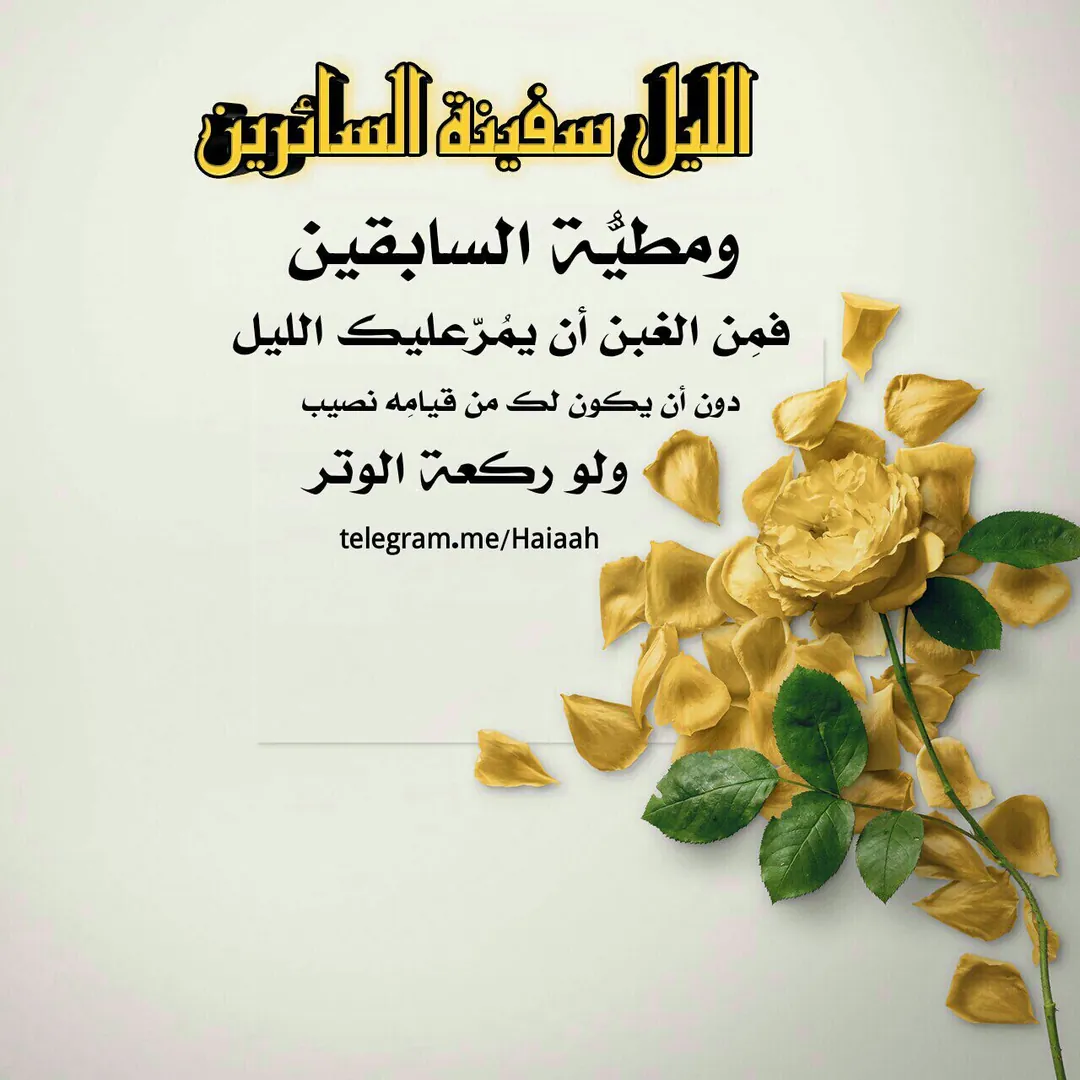 الليل سفينة السائرين
ومطيُّة السابقين
فمِن الغبن أن يمُرّعليك الليل
دون أن يكون لك من قيامِه نصيب
ولو ركعة الوتر
telegram.me/Haiaah